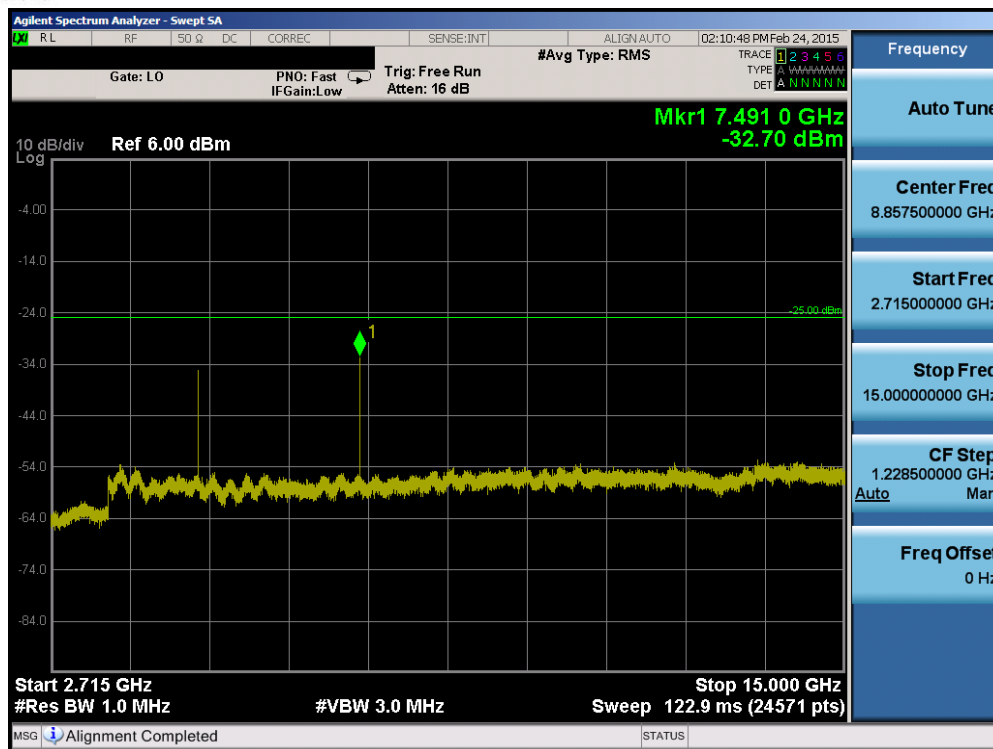 Agilent Spectrum Analyzer - Swept SA
LXI RL RF 50 Ω DC CORREC SENSE:INT ALIGN AUTO 02:10:48 PM Feb 24, 2015
Gate: LO
PNO: Fast
IFGain:Low
Trig: Free Run
Atten: 16 dB
#Avg Type: RMS
TRACE 1 2 3 4 5 6
TYPE A WWWWW
DET A N N N N N
Mkr1 7.491 0 GHz
-32.70 dBm
10 dB/div Ref 6.00 dBm
Log
-4.00
-14.0
-24.0
-25.00 dBm
1
-34.0
-44.0
-54.0
-64.0
-74.0
-84.0
Start 2.715 GHz Stop 15.000 GHz
#Res BW 1.0 MHz #VBW 3.0 MHz Sweep 122.9 ms (24571 pts)
MSG Alignment Completed STATUS
Frequency
Auto Tune
Center Freq
8.857500000 GHz
Start Freq
2.715000000 GHz
Stop Freq
15.000000000 GHz
CF Step
1.228500000 GHz
Auto Man
Freq Offset
0 Hz